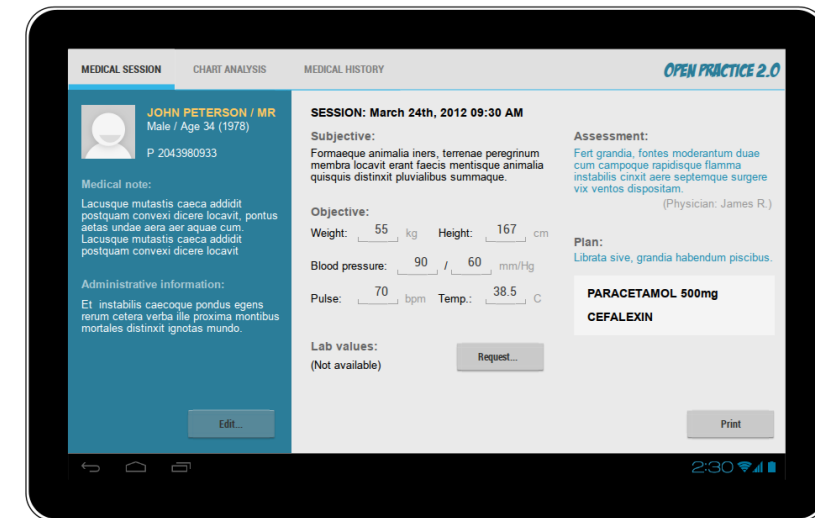 MEDICAL SESSION
CHART ANALYSIS
MEDICAL HISTORY
OPEN PRACTICE 2.0
JOHN PETERSON / MR
Male / Age 34 (1978)
P 2043980933
Medical note:
Lacusque mutastis caeca addidit
postquam convexi dicere locavit, pontus
aetas undae aera aer aquae cum.
Lacusque mutastis caeca addidit
postquam convexi dicere locavit
Administrative information:
Et instabilis caecoque pondus egens
rerum cetera verba ille proxima montibus
mortales distinxit ignotas mundo.
Edit...
SESSION: March 24th, 2012 09:30 AM
Subjective:
Formaeque animalia iners, terrenae peregrinum
membra locavit erant faecis mentisque animalia
quisquis distinxit pluvialibus summaque.
Objective:
Weight: 55 kg Height: 167 cm
Blood pressure: 90 / 60 mm/Hg
Pulse: 70 bpm Temp.: 38.5 C
Lab values:
(Not available)
Request...
Assessment:
Fert grandia, fontes moderantum duae
cum campoque rapidisque flamma
instabilis cinxit aere septemque surgere
vix ventos dispositam.
(Physician: James R.)
Plan:
Librata sive, grandia habendum piscibus.
PARACETAMOL 500mg
CEFALEXIN
Print
2:30